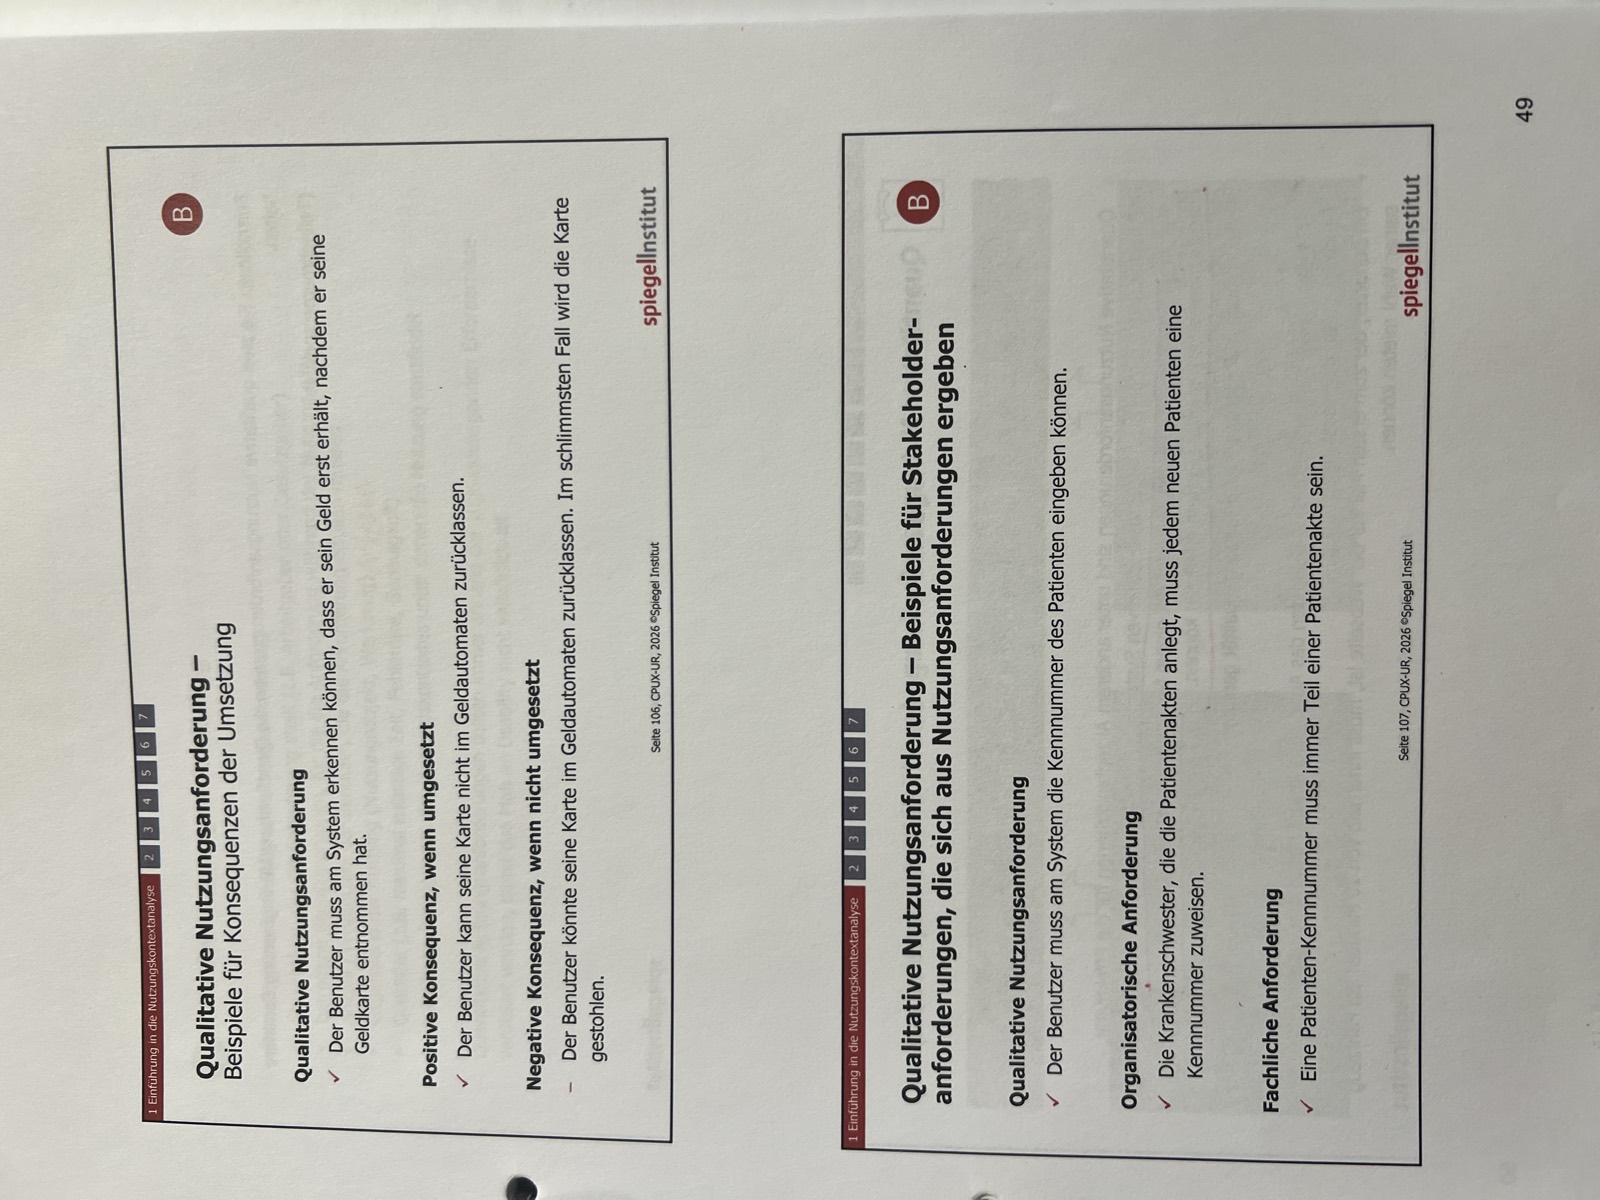 1 Einführung in die Nutzungskontextanalyse 2 3 4 5 6 7
B
Qualitative Nutzungsanforderung –
Beispiele für Konsequenzen der Umsetzung
Qualitative Nutzungsanforderung
✓ Der Benutzer muss am System erkennen können, dass er sein Geld erst erhält, nachdem er seine
Geldkarte entnommen hat.
Positive Konsequenz, wenn umgesetzt
✓ Der Benutzer kann seine Karte nicht im Geldautomaten zurücklassen.
Negative Konsequenz, wenn nicht umgesetzt
– Der Benutzer könnte seine Karte im Geldautomaten zurücklassen. Im schlimmsten Fall wird die Karte
gestohlen.
Seite 106, CPUX-UR, 2026 ©Spiegel Institut
spiegelInstitut
1 Einführung in die Nutzungskontextanalyse 2 3 4 5 6 7
Qualitative Nutzungsanforderung – Beispiele für Stakeholder-
anforderungen, die sich aus Nutzungsanforderungen ergeben
B
Qualitative Nutzungsanforderung
✓ Der Benutzer muss am System die Kennnummer des Patienten eingeben können.
Organisatorische Anforderung
✓ Die Krankenschwester, die die Patientenakten anlegt, muss jedem neuen Patienten eine
Kennnummer zuweisen.
Fachliche Anforderung
✓ Eine Patienten-Kennnummer muss immer Teil einer Patientenakte sein.
Seite 107, CPUX-UR, 2026 ©Spiegel Institut
spiegelInstitut
49